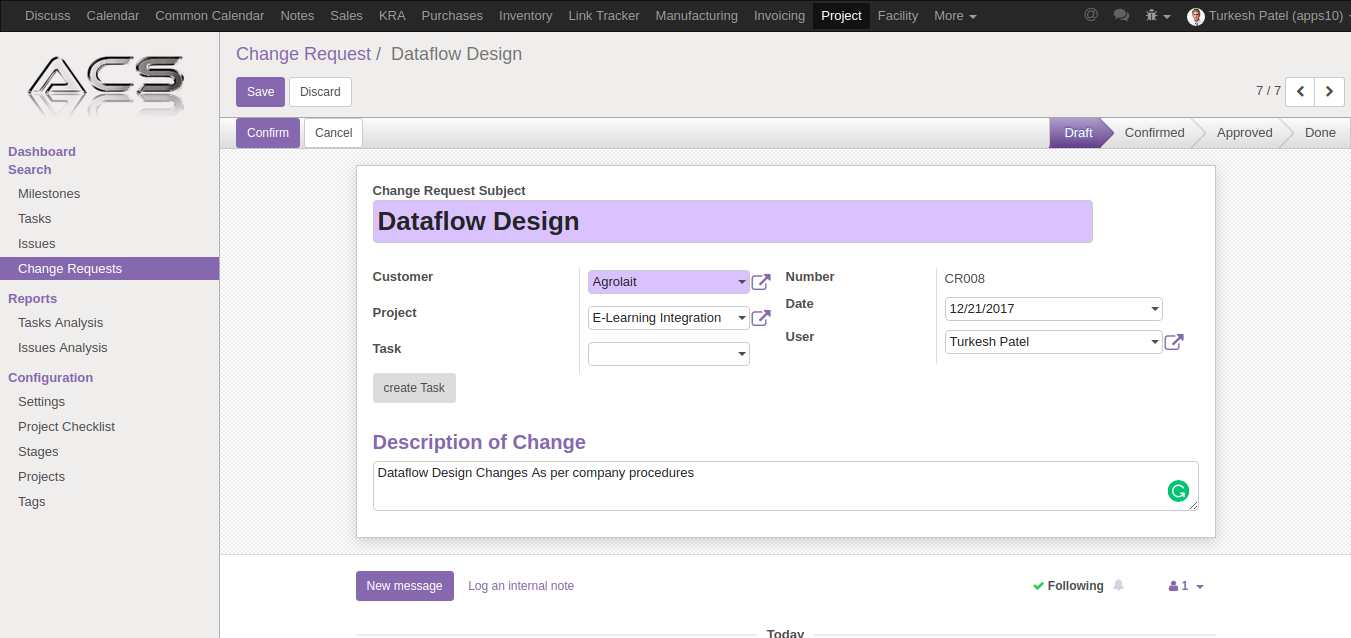 Discuss Calendar Common Calendar Notes Sales KRA Purchases Inventory Link Tracker Manufacturing Invoicing Project Facility More @ Turkesh Patel (apps10)
ACS
Change Request / Dataflow Design
Save Discard
7 / 7
Confirm Cancel
Draft Confirmed Approved Done
Dashboard
Search
Milestones
Tasks
Issues
Change Requests
Reports
Tasks Analysis
Issues Analysis
Configuration
Settings
Project Checklist
Stages
Projects
Tags
Change Request Subject
Dataflow Design
Customer Agrolait
Project E-Learning Integration
Task
create Task
Number CR008
Date 12/21/2017
User Turkesh Patel
Description of Change
Dataflow Design Changes As per company procedures
New message Log an internal note Following 1
Today